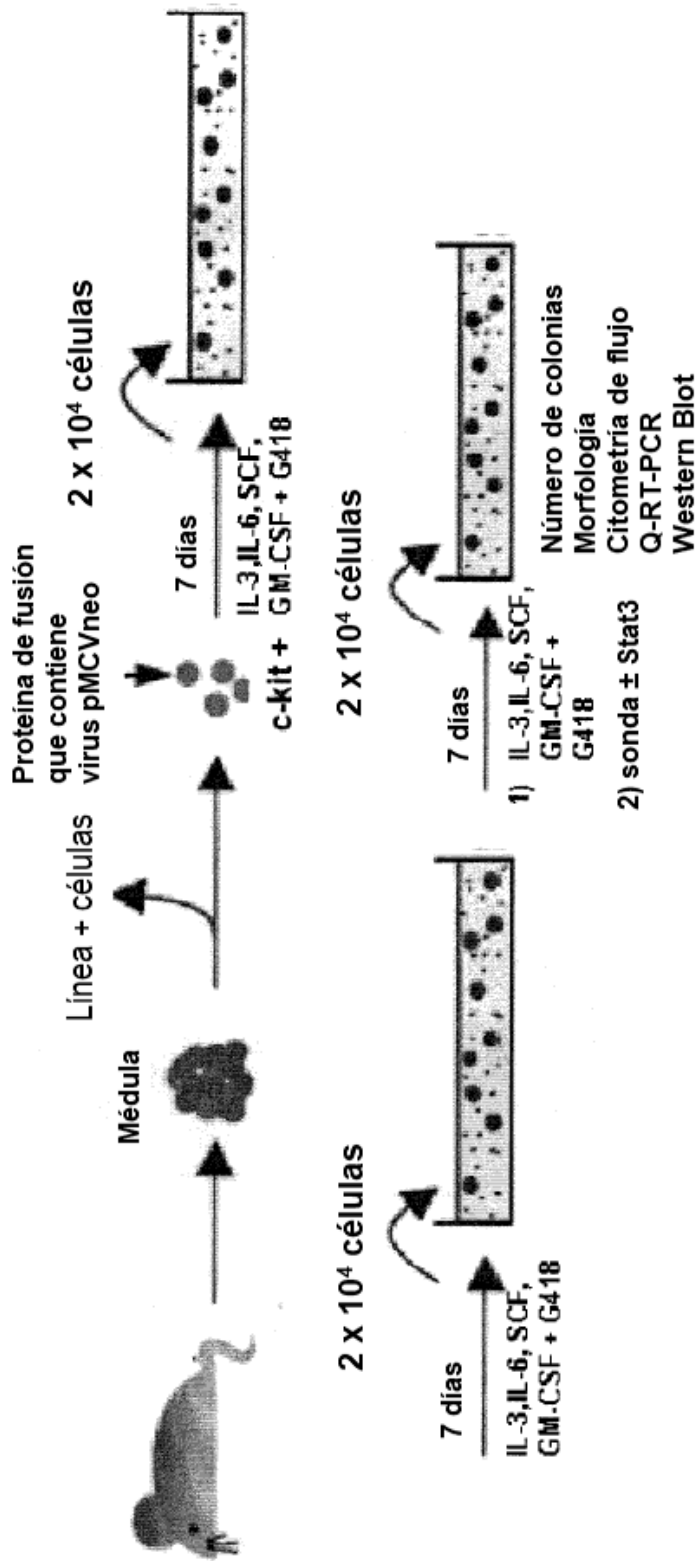 Médula
Línea + células
Proteína de fusión
que contiene
virus pMCVneo
c-kit +
7 días
IL-3,IL-6, SCF,
GM-CSF + G418
2 x 10⁴ células
7 días
IL-3,IL-6, SCF,
GM-CSF + G418
2 x 10⁴ células
7 días
1) IL-3,IL-6, SCF,
GM-CSF +
G418
2) sonda ± Stat3
2 x 10⁴ células
Número de colonias
Morfología
Citometría de flujo
Q-RT-PCR
Western Blot